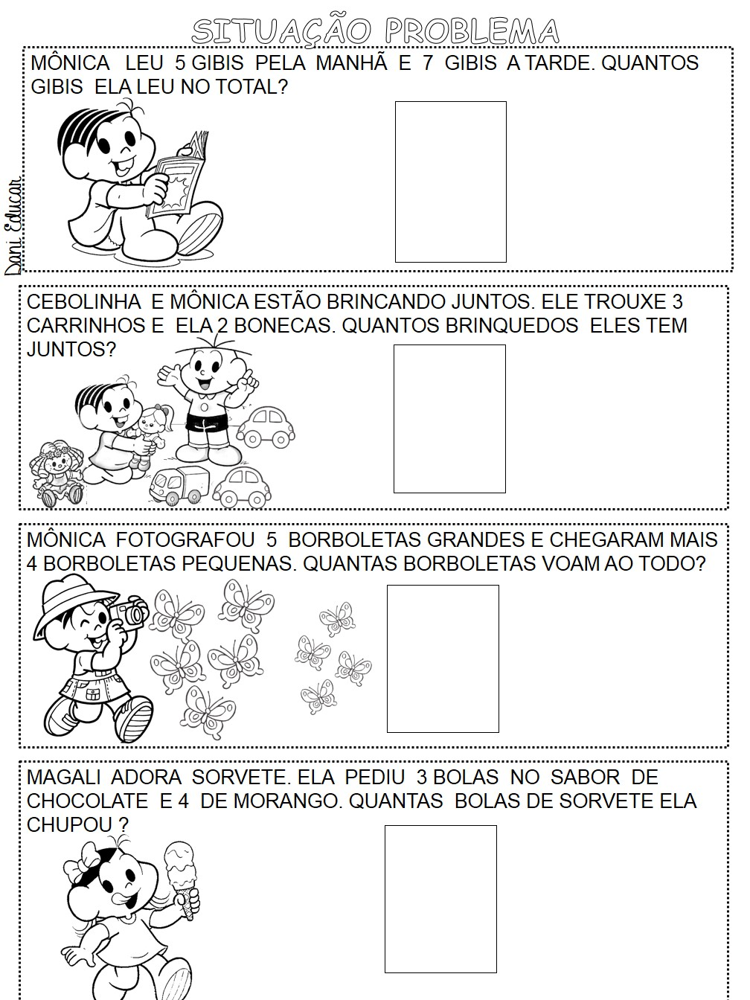 SITUAÇÃO PROBLEMA
MÔNICA LEU 5 GIBIS PELA MANHÃ E 7 GIBIS A TARDE. QUANTOS
GIBIS ELA LEU NO TOTAL?
Dani Educar
CEBOLINHA E MÔNICA ESTÃO BRINCANDO JUNTOS. ELE TROUXE 3
CARRINHOS E ELA 2 BONECAS. QUANTOS BRINQUEDOS ELES TEM
JUNTOS?
MÔNICA FOTOGRAFOU 5 BORBOLETAS GRANDES E CHEGARAM MAIS
4 BORBOLETAS PEQUENAS. QUANTAS BORBOLETAS VOAM AO TODO?
MAGALI ADORA SORVETE. ELA PEDIU 3 BOLAS NO SABOR DE
CHOCOLATE E 4 DE MORANGO. QUANTAS BOLAS DE SORVETE ELA
CHUPOU ?